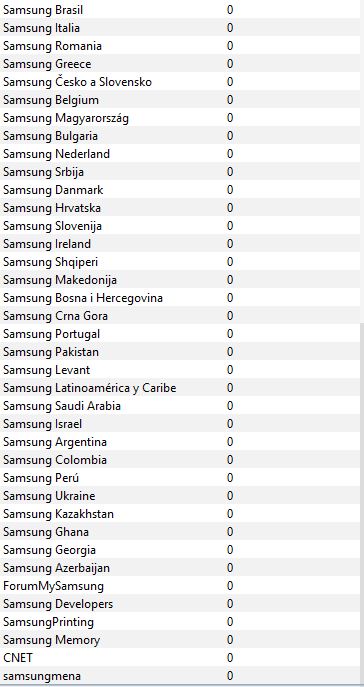 Samsung Brasil 0
Samsung Italia 0
Samsung Romania 0
Samsung Greece 0
Samsung Česko a Slovensko 0
Samsung Belgium 0
Samsung Magyarország 0
Samsung Bulgaria 0
Samsung Nederland 0
Samsung Srbija 0
Samsung Danmark 0
Samsung Hrvatska 0
Samsung Slovenija 0
Samsung Ireland 0
Samsung Shqiperi 0
Samsung Makedonija 0
Samsung Bosna i Hercegovina 0
Samsung Crna Gora 0
Samsung Portugal 0
Samsung Pakistan 0
Samsung Levant 0
Samsung Latinoamérica y Caribe 0
Samsung Saudi Arabia 0
Samsung Israel 0
Samsung Argentina 0
Samsung Colombia 0
Samsung Perú 0
Samsung Ukraine 0
Samsung Kazakhstan 0
Samsung Ghana 0
Samsung Georgia 0
Samsung Azerbaijan 0
ForumMySamsung 0
Samsung Developers 0
SamsungPrinting 0
Samsung Memory 0
CNET 0
samsungmena 0